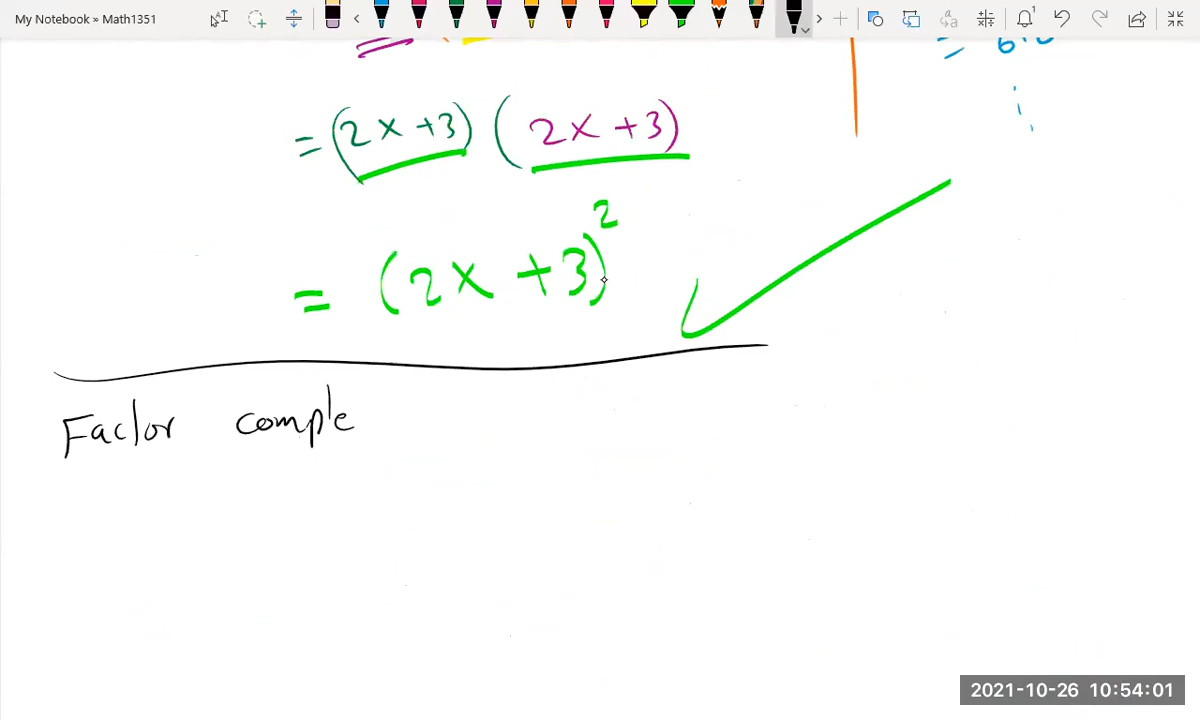 My Notebook » Math1351
= (2x +3) (2x +3)
= (2x +3)²
Factor comple
2021-10-26 10:54:01